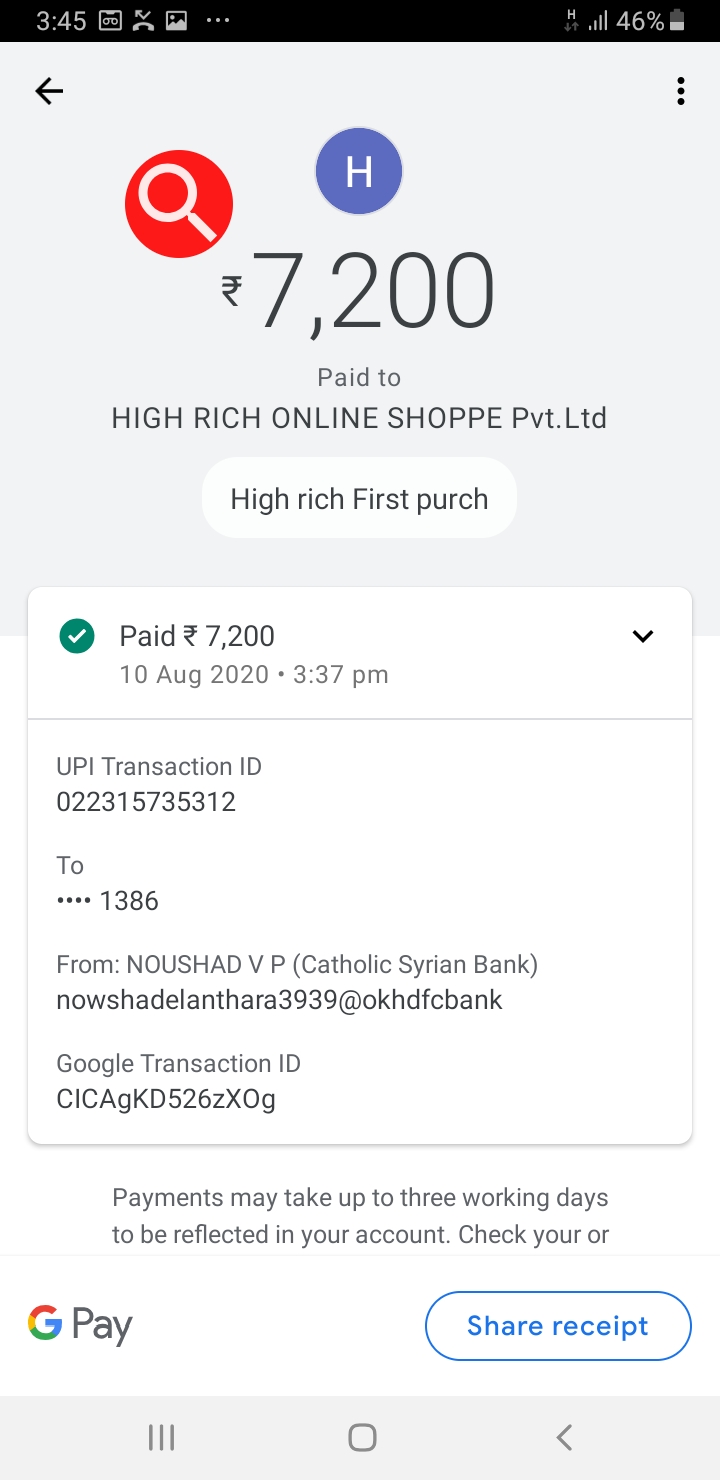 3:45
H
46%
H
₹7,200
Paid to
HIGH RICH ONLINE SHOPPE Pvt.Ltd
High rich First purch
Paid ₹ 7,200
10 Aug 2020 • 3:37 pm
UPI Transaction ID
022315735312
To
•••• 1386
From: NOUSHAD V P (Catholic Syrian Bank)
nowshadelanthara3939@okhdfcbank
Google Transaction ID
CICAgKD526zXOg
Payments may take up to three working days
to be reflected in your account. Check your or
G Pay
Share receipt